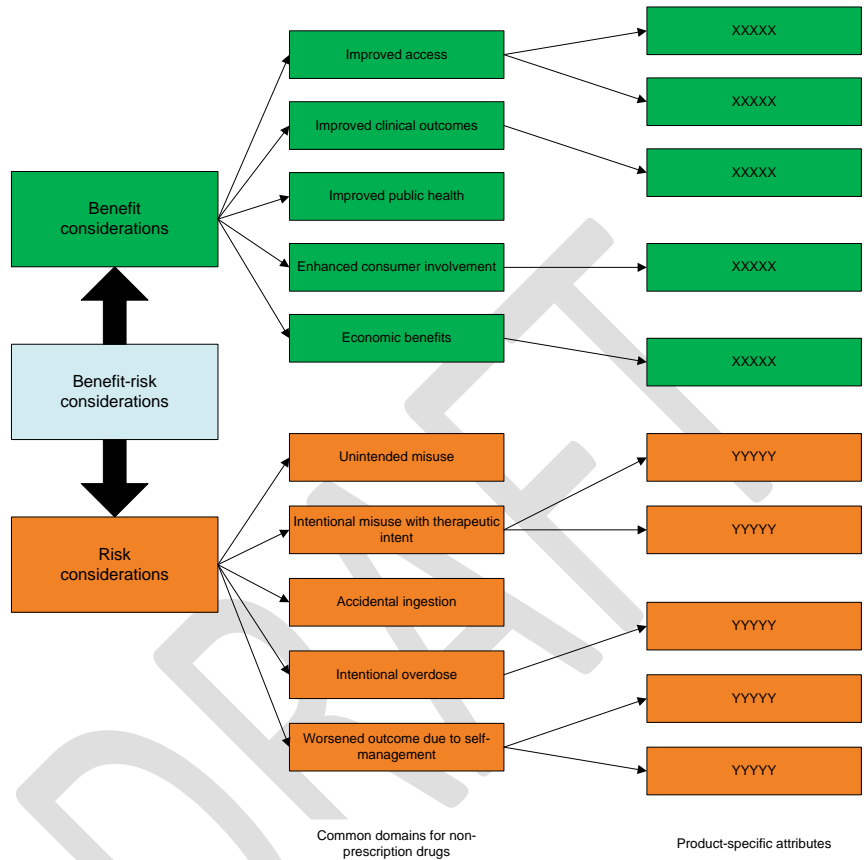 Improved access
XXXXX
XXXXX
Improved clinical outcomes
XXXXX
Benefit
considerations
Improved public health
Enhanced consumer involvement
XXXXX
Economic benefits
XXXXX
Benefit-risk
considerations
Unintended misuse
YYYYY
Intentional misuse with therapeutic
intent
YYYYY
Risk
considerations
Accidental ingestion
YYYYY
Intentional overdose
YYYYY
Worsened outcome due to self-
management
YYYYY
Common domains for non-
prescription drugs
Product-specific attributes
DRAFT